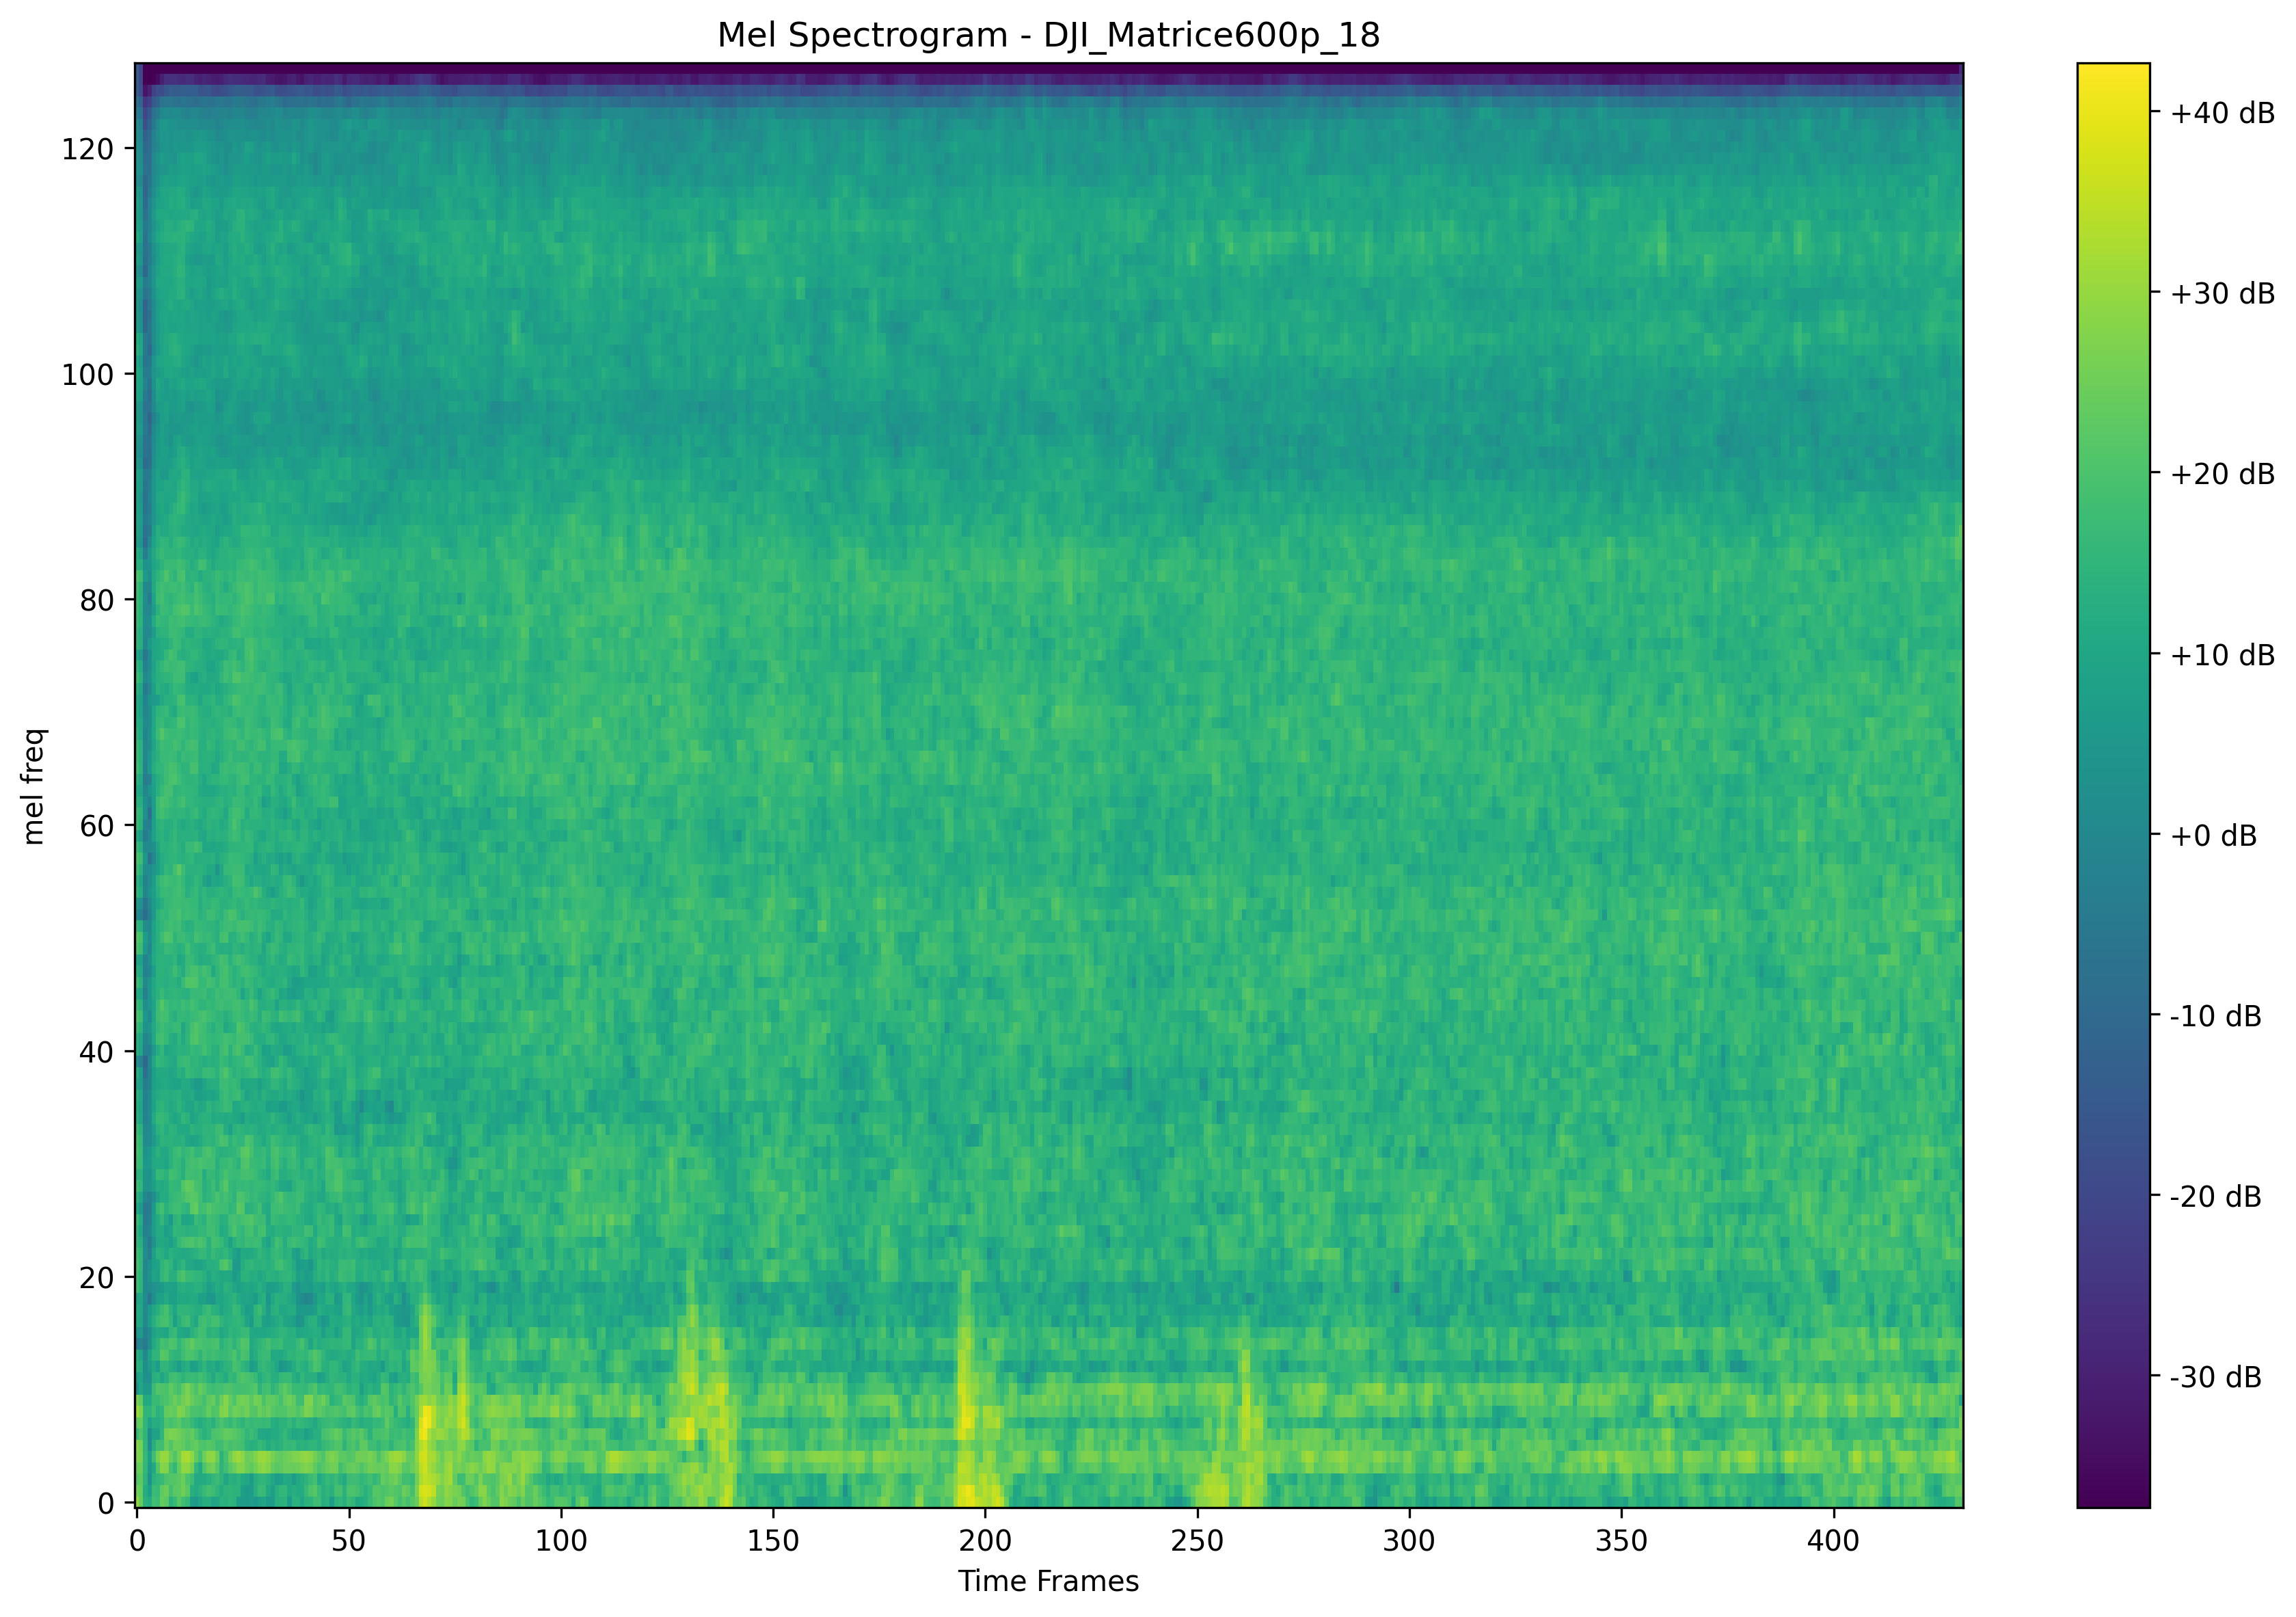 Mel Spectrogram - DJI_Matrice600p_18
mel freq
120
100
80
60
40
20
0
0 50 100 150 200 250 300 350 400
Time Frames
+40 dB
+30 dB
+20 dB
+10 dB
+0 dB
-10 dB
-20 dB
-30 dB